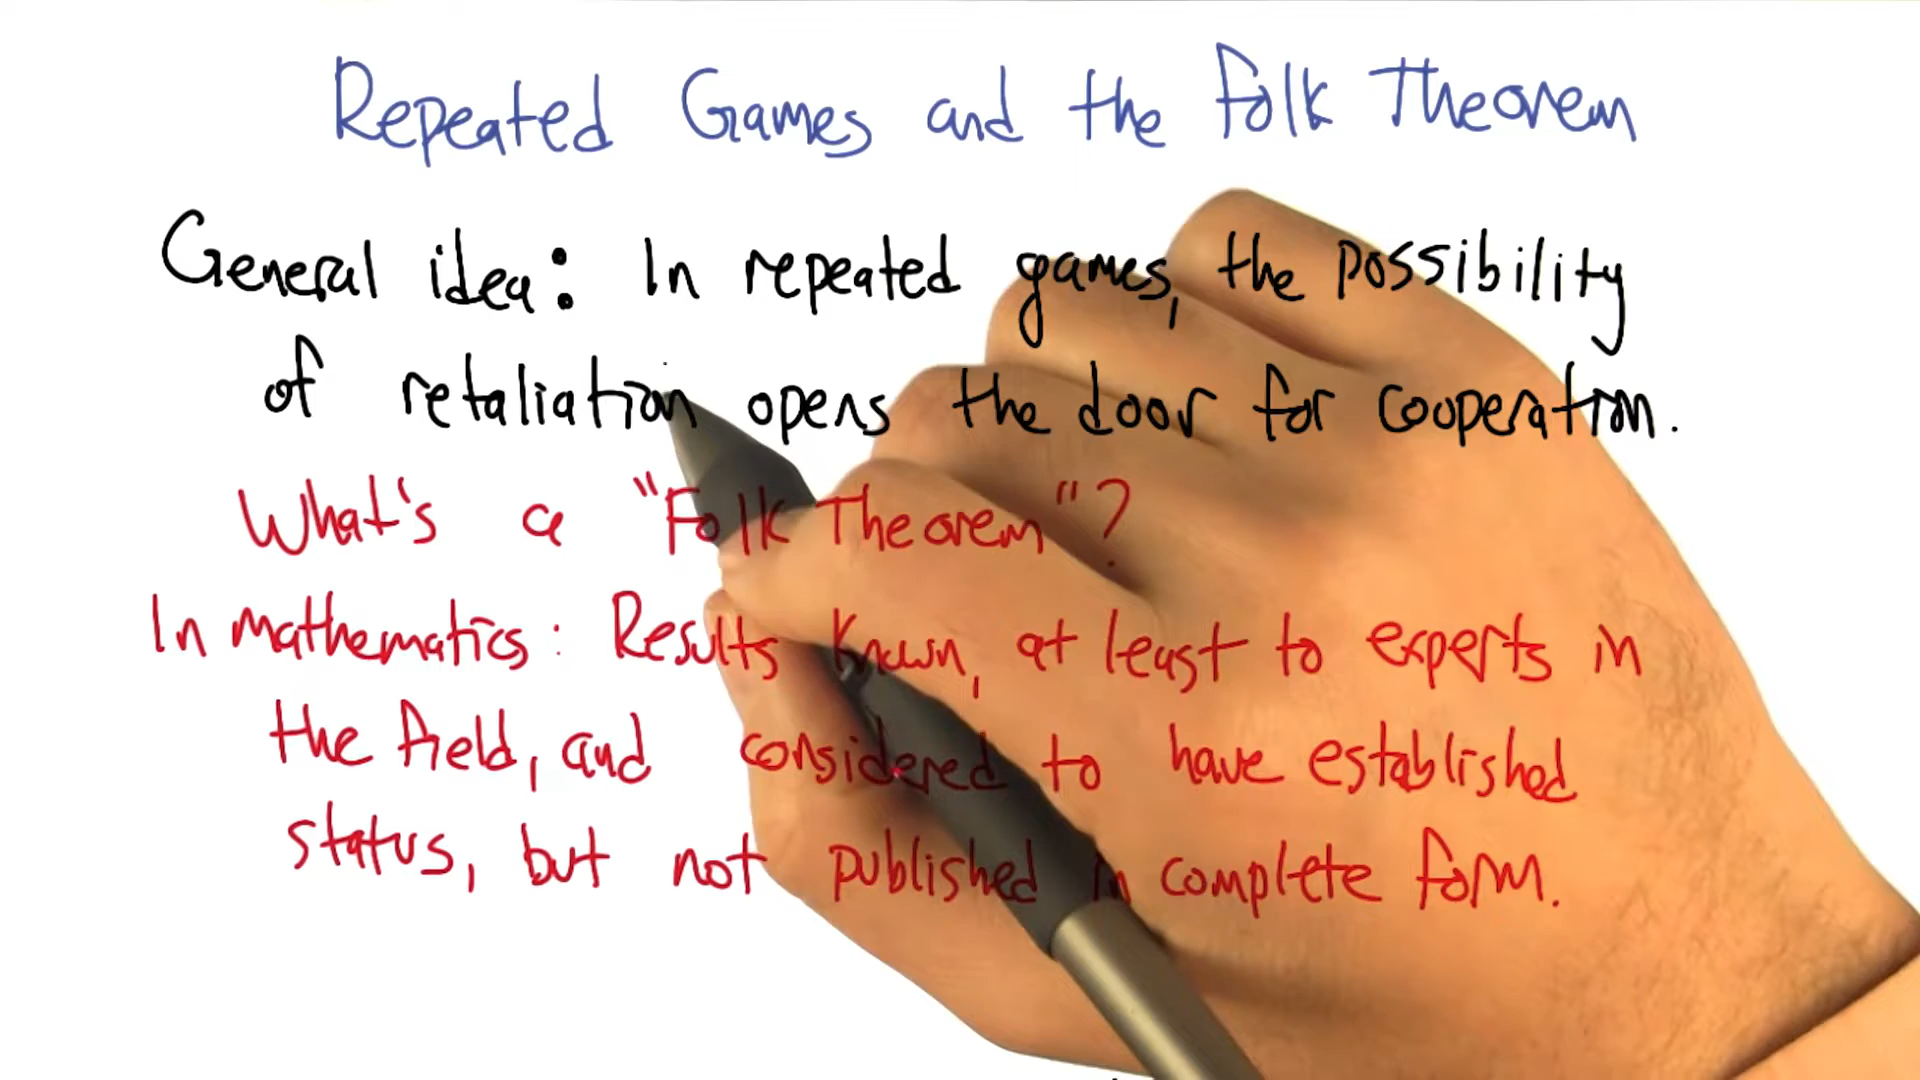 Repeated Games and the Folk Theorem
General idea: In repeated games, the possibility
of retaliation opens the door for cooperation.
What's a "Folk Theorem"?
In mathematics: Results known, at least to experts in
the field, and considered to have established
status, but not published in complete form.